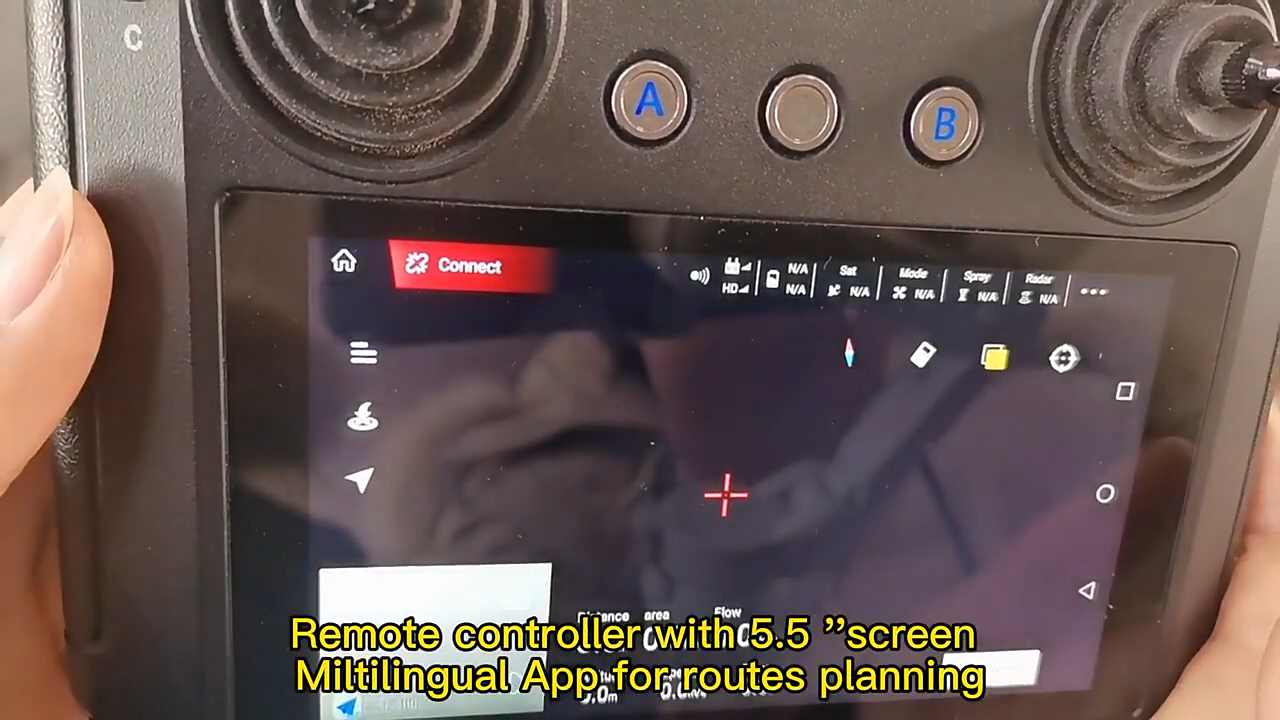 C
A
B
Connect
HD
N/A
N/A
Sat
N/A
Mode
N/A
Spray
N/A
Radar
N/A
Distance area Flow
Remote controller with 5.5 ’’screen
Miltilingual App for routes planning